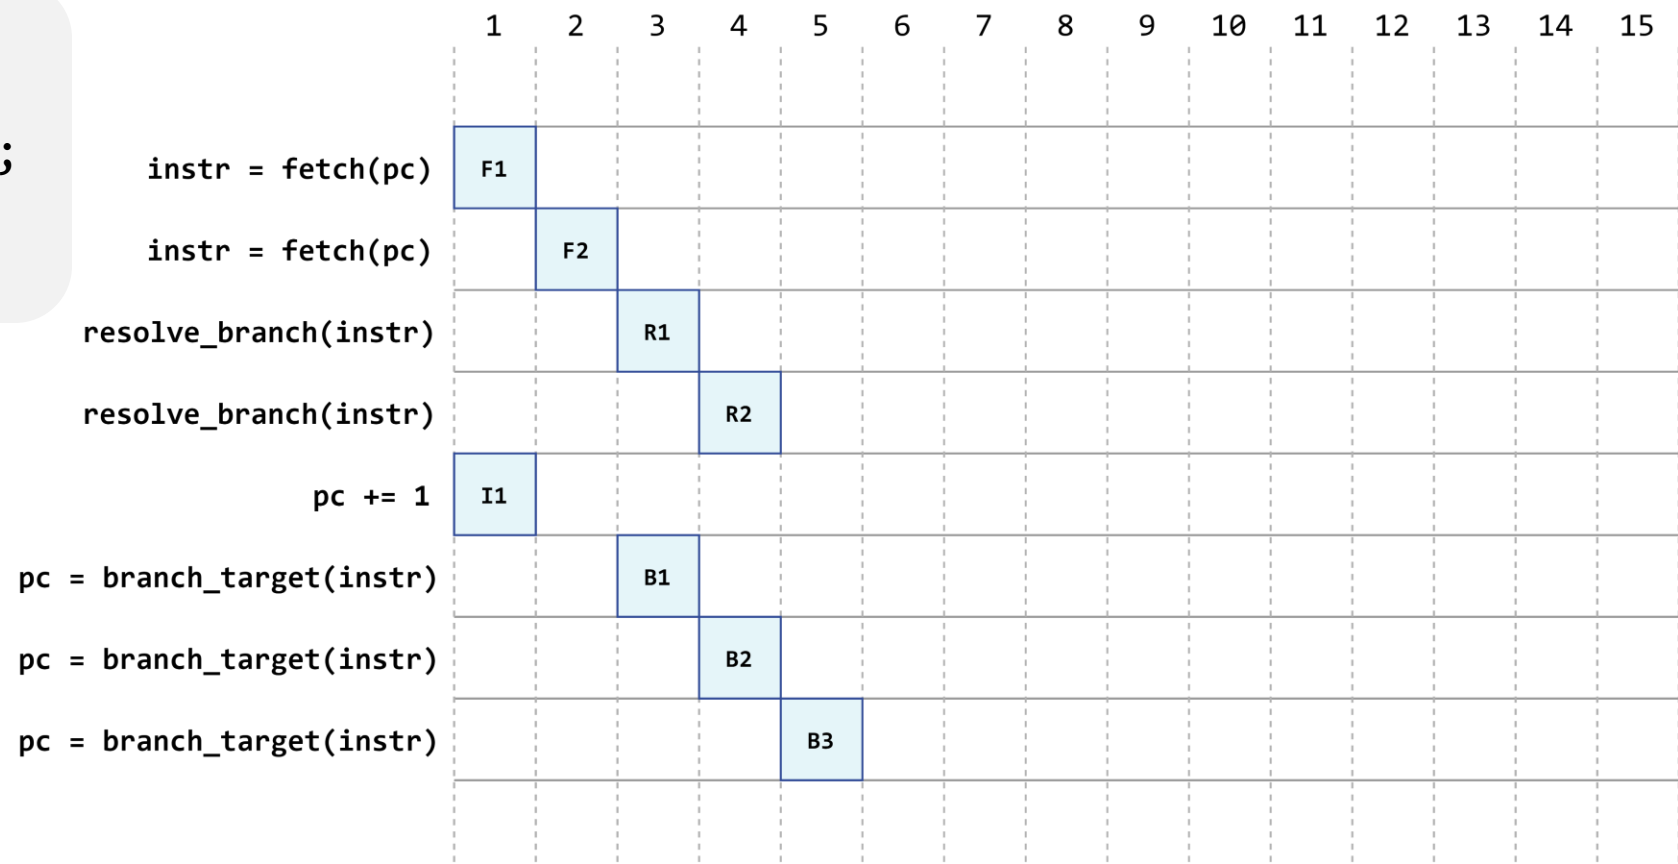 1 2 3 4 5 6 7 8 9 10 11 12 13 14 15
;
instr = fetch(pc) F1
instr = fetch(pc) F2
resolve_branch(instr) R1
resolve_branch(instr) R2
pc += 1 I1
pc = branch_target(instr) B1
pc = branch_target(instr) B2
pc = branch_target(instr) B3